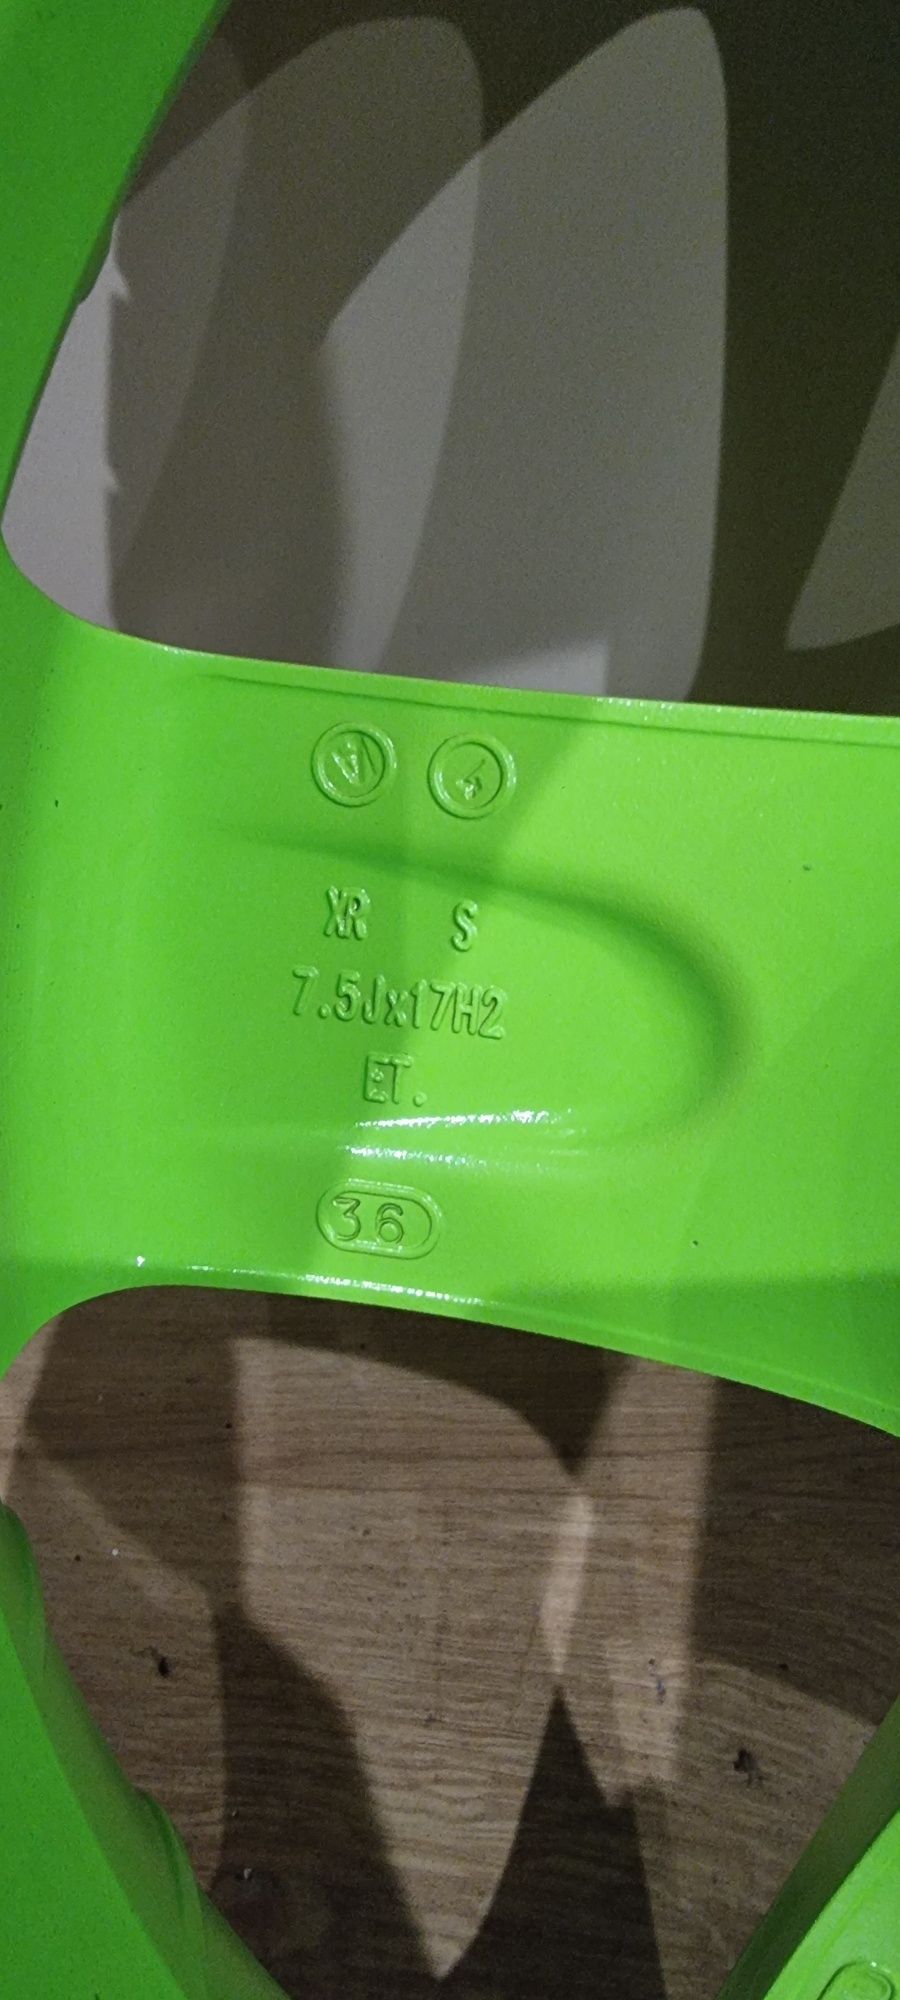 XR S
7.5Jx17H2
ET.
36